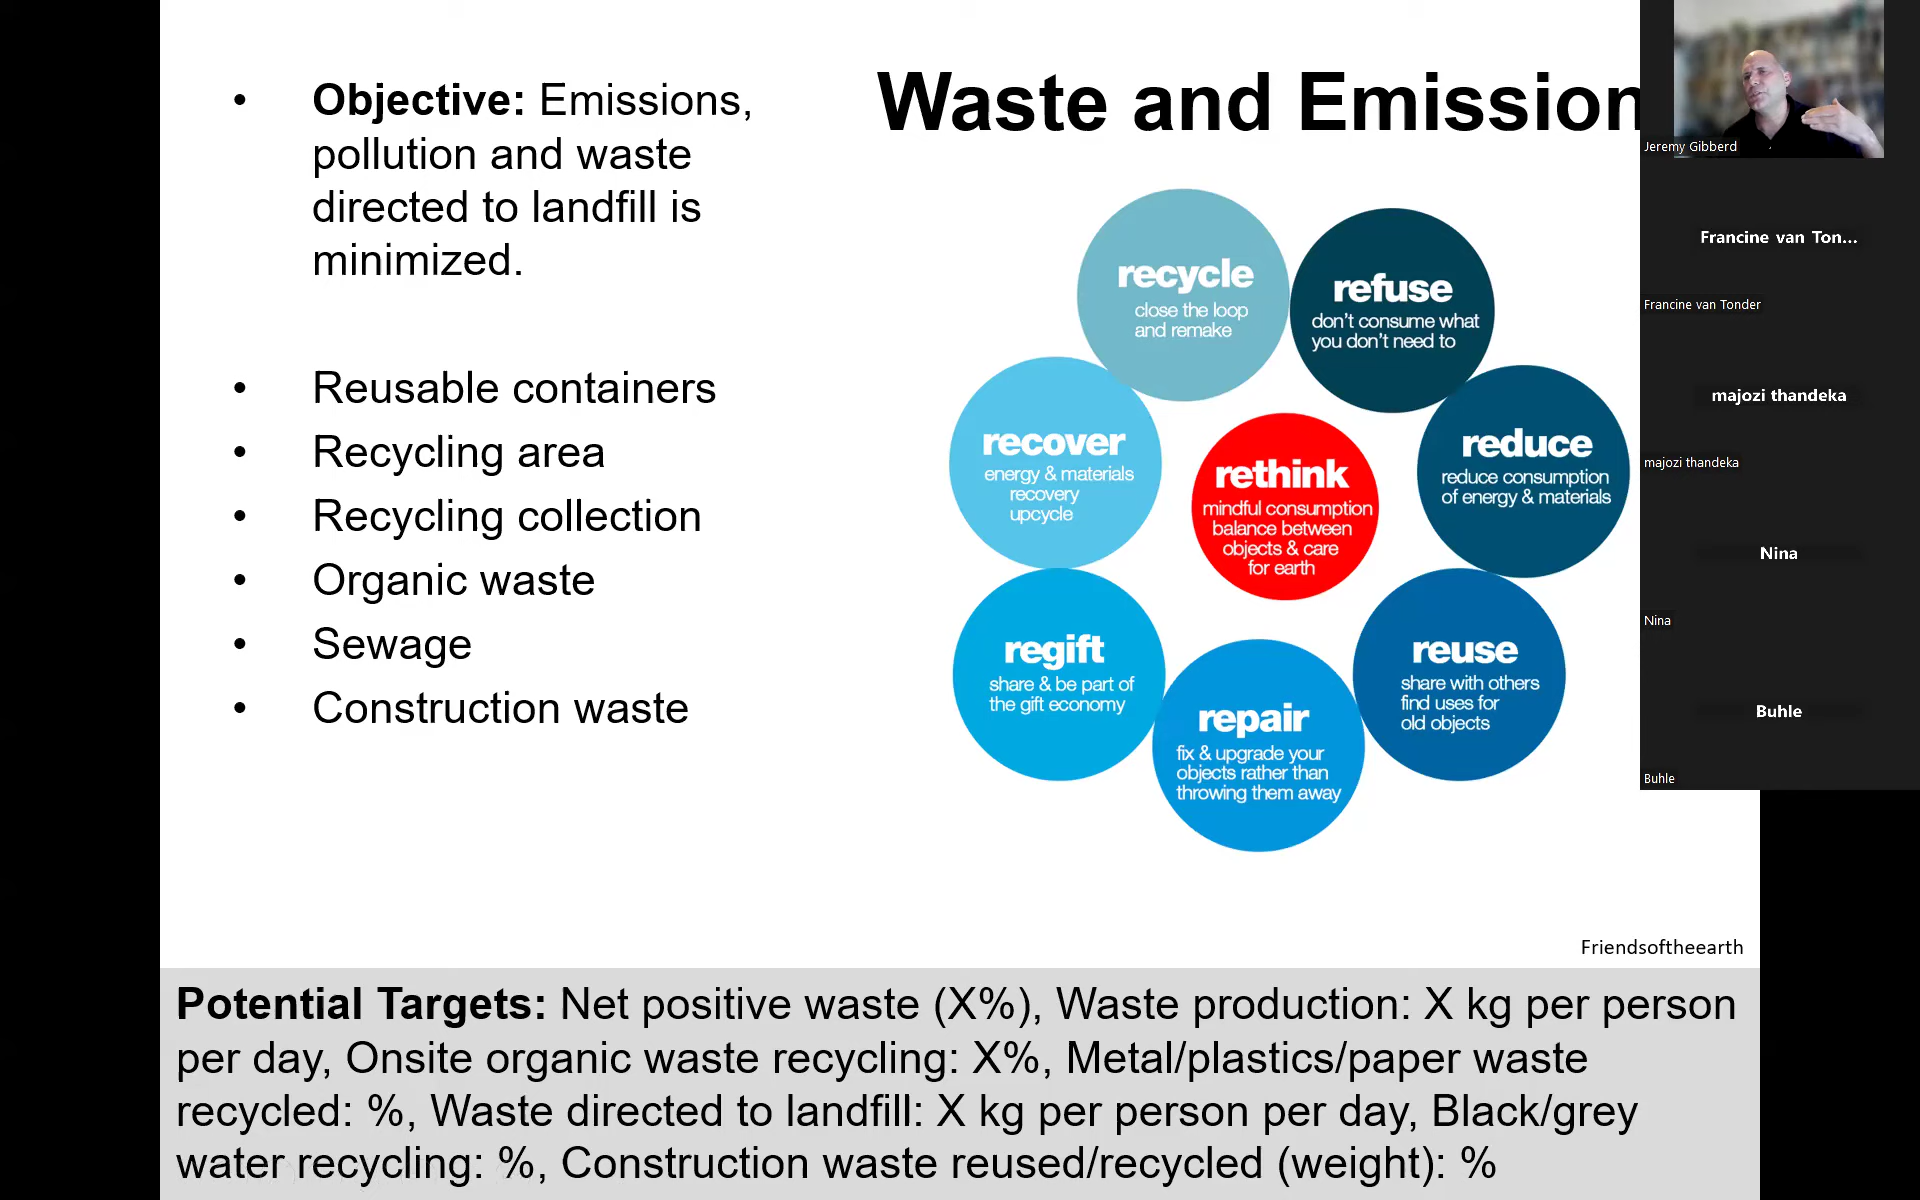 • Objective: Emissions,
pollution and waste
directed to landfill is
minimized.
• Reusable containers
• Recycling area
• Recycling collection
• Organic waste
• Sewage
• Construction waste
Waste and Emission
recycle
close the loop
and remake
refuse
don't consume what
you don't need to
reduce
reduce consumption
of energy & materials
reuse
share with others
find uses for
old objects
repair
fix & upgrade your
objects rather than
throwing them away
regift
share & be part of
the gift economy
recover
energy & materials
recovery
upcycle
rethink
mindful consumption
balance between
objects & care
for earth
Friendsoftheearth
Potential Targets: Net positive waste (X%), Waste production: X kg per person
per day, Onsite organic waste recycling: X%, Metal/plastics/paper waste
recycled: %, Waste directed to landfill: X kg per person per day, Black/grey
water recycling: %, Construction waste reused/recycled (weight): %
Jeremy Gibberd
Francine van Ton...
Francine van Tonder
majozi thandeka
majozi thandeka
Nina
Nina
Buhle
Buhle